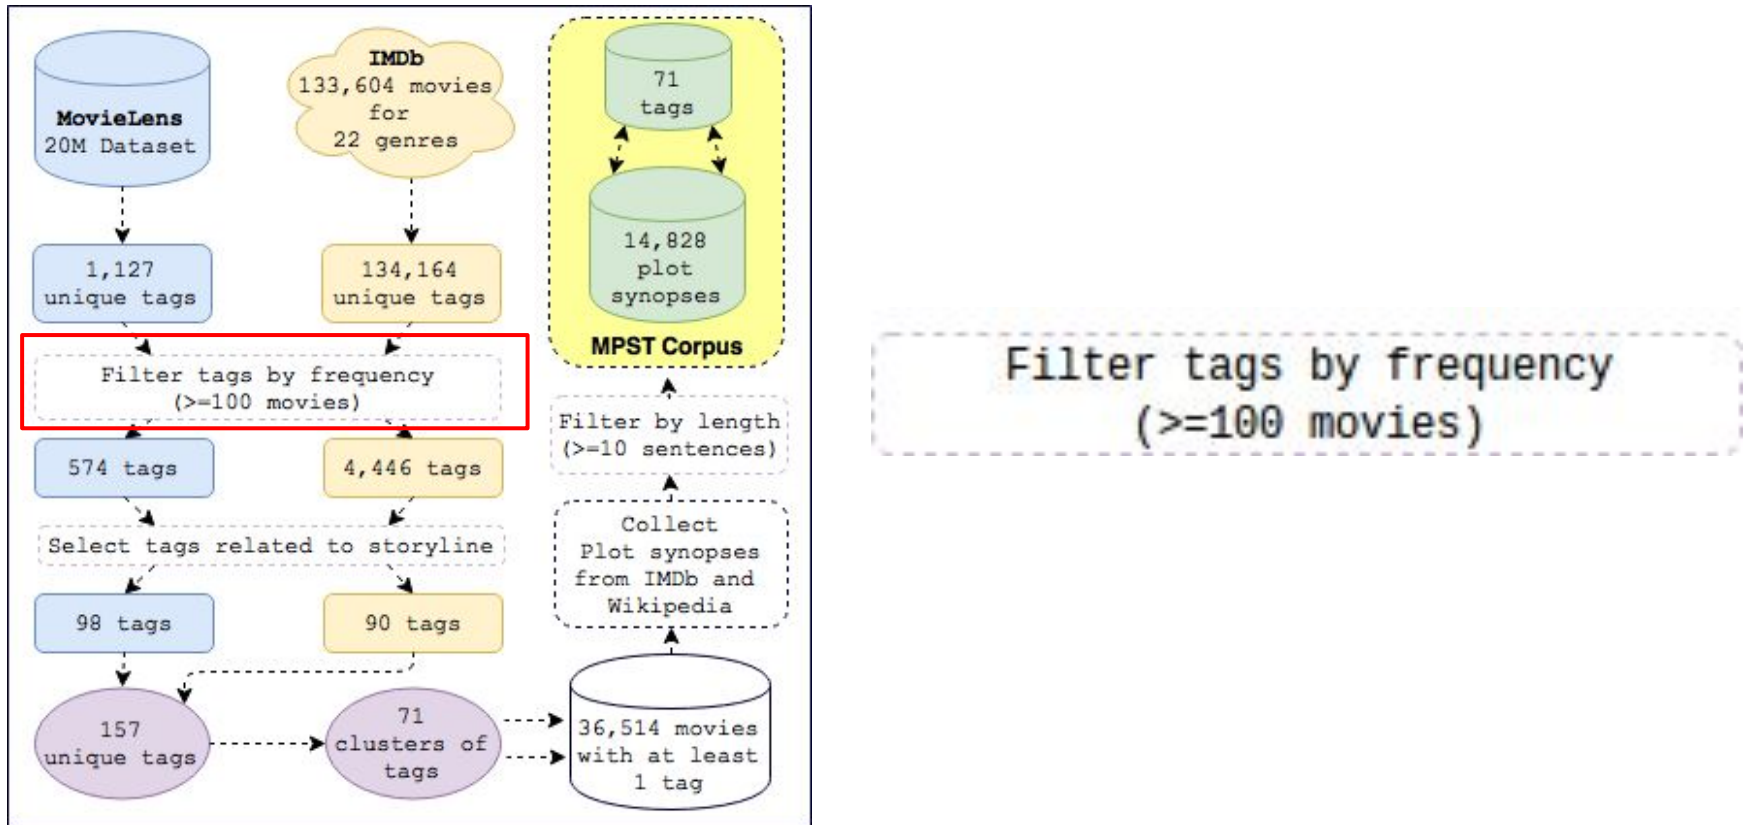 MovieLens
20M Dataset
IMDb
133,604 movies
for
22 genres
1,127
unique tags
134,164
unique tags
Filter tags by frequency
(>=100 movies)
574 tags
4,446 tags
Select tags related to storyline
98 tags
90 tags
157
unique tags
71
clusters of
tags
36,514 movies
with at least
1 tag
Collect
Plot synopses
from IMDb and
Wikipedia
Filter by length
(>=10 sentences)
71
tags
14,828
plot
synopses
MPST Corpus
Filter tags by frequency
(>=100 movies)